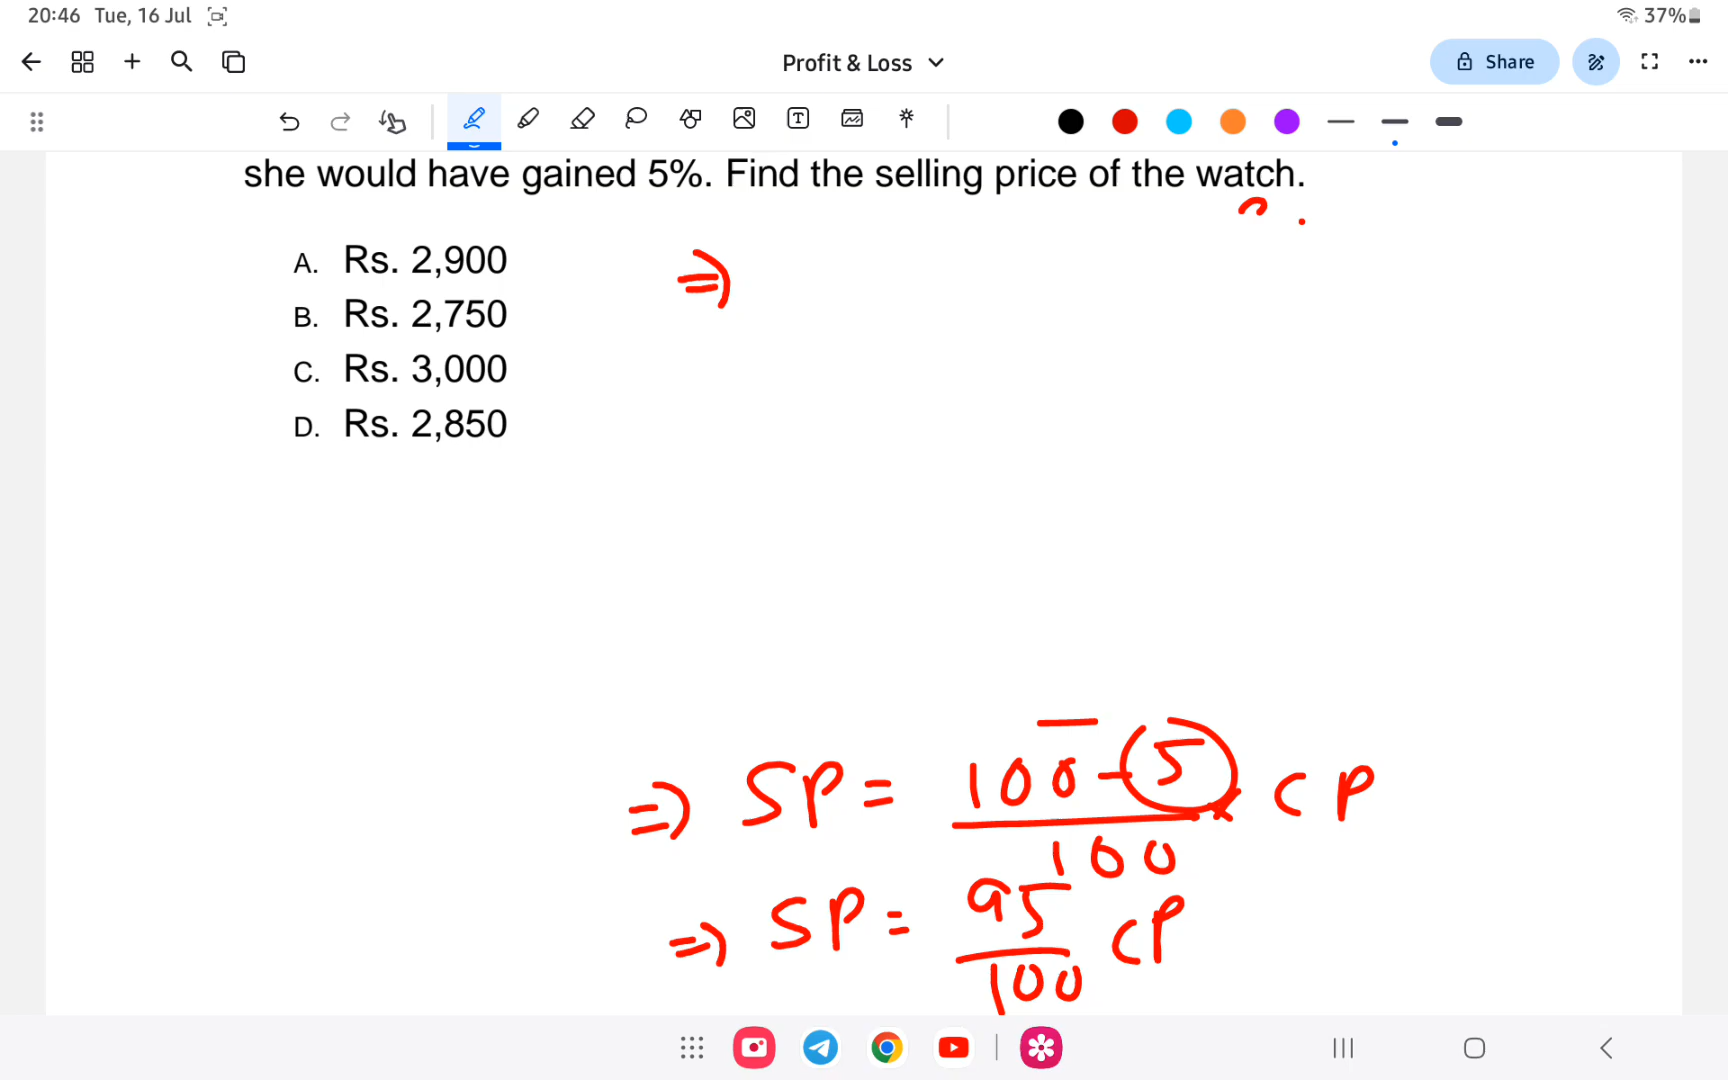 20:46 Tue, 16 Jul 37%
Profit & Loss
Share
she would have gained 5%. Find the selling price of the watch.
A. Rs. 2,900
B. Rs. 2,750
C. Rs. 3,000
D. Rs. 2,850
⇒
⇒ SP = 100-5/100 × CP
⇒ SP = 95/100 CP